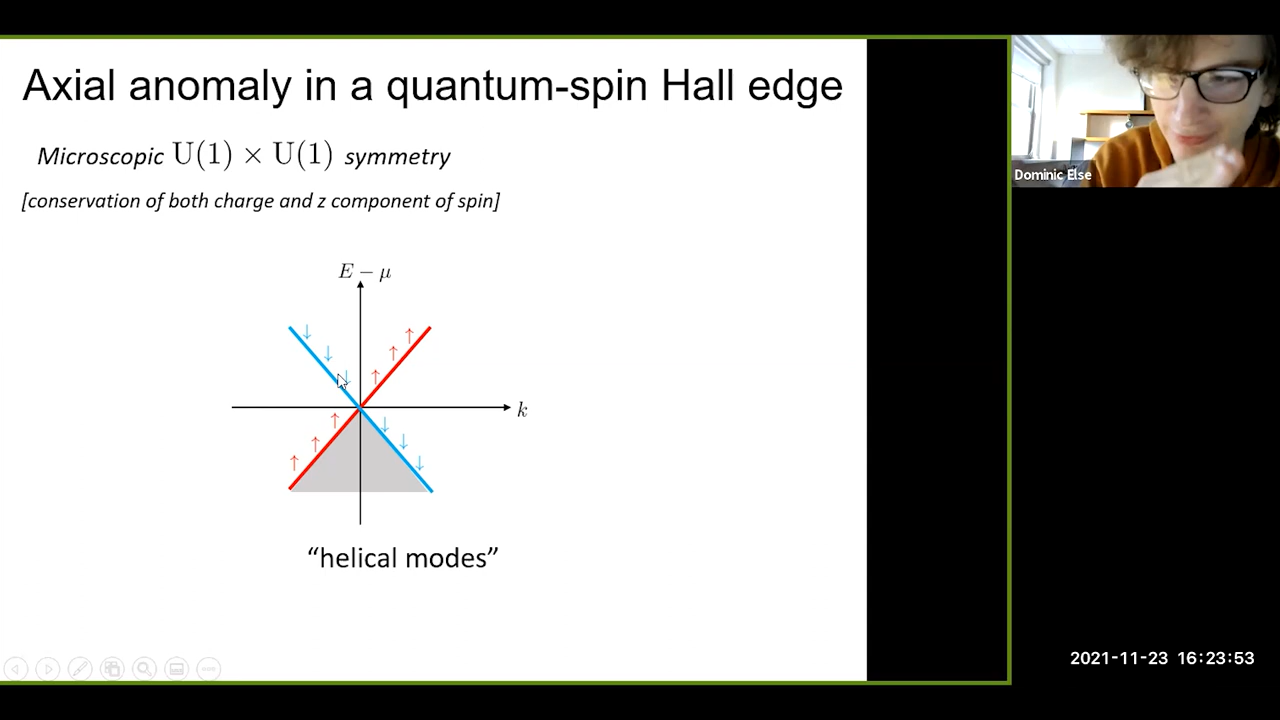 Axial anomaly in a quantum-spin Hall edge
Microscopic U(1) × U(1) symmetry
[conservation of both charge and z component of spin]
E − μ
k
“helical modes”
Dominic Else
2021-11-23 16:23:53